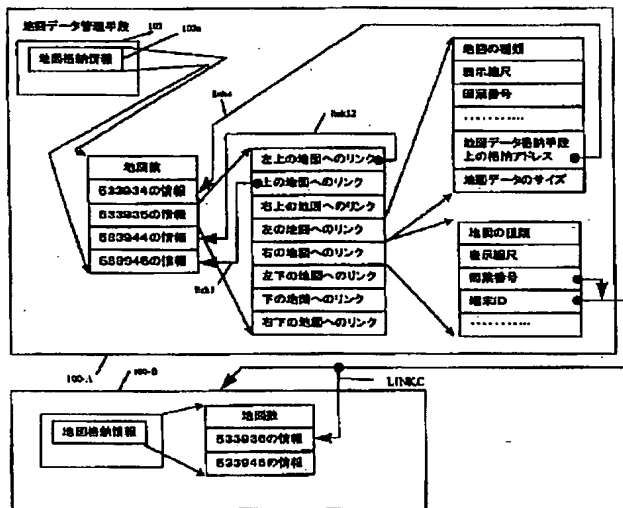 地図データ管理手段
103
103a
地図格納情報
link4
link12
地図数
533934の情報
533935の情報
533944の情報
533945の情報
link1
左上の地図へのリンク
上の地図へのリンク
右上の地図へのリンク
左の地図へのリンク
右の地図へのリンク
左下の地図へのリンク
下の地図へのリンク
右下の地図へのリンク
地図の種類
表示縮尺
図葉番号
…………
地図データ格納手段
上の格納アドレス
地図データのサイズ
地図の種類
表示縮尺
図葉番号
端末ID
…………
100-A
100-B
LINKC
地図格納情報
地図数
533936の情報
533945の情報